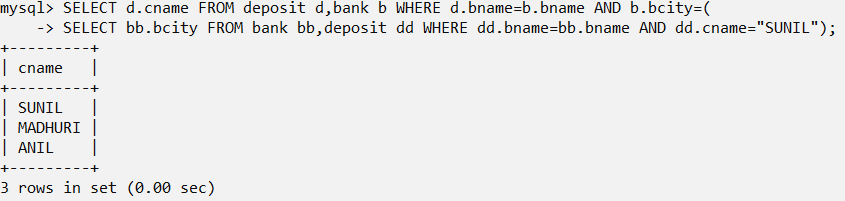 mysql> SELECT d.cname FROM deposit d,bank b WHERE d.bname=b.bname AND b.bcity=(
    -> SELECT bb.bcity FROM bank bb,deposit dd WHERE dd.bname=bb.bname AND dd.cname="SUNIL");
+---------+
| cname   |
+---------+
| SUNIL   |
| MADHURI |
| ANIL    |
+---------+
3 rows in set (0.00 sec)